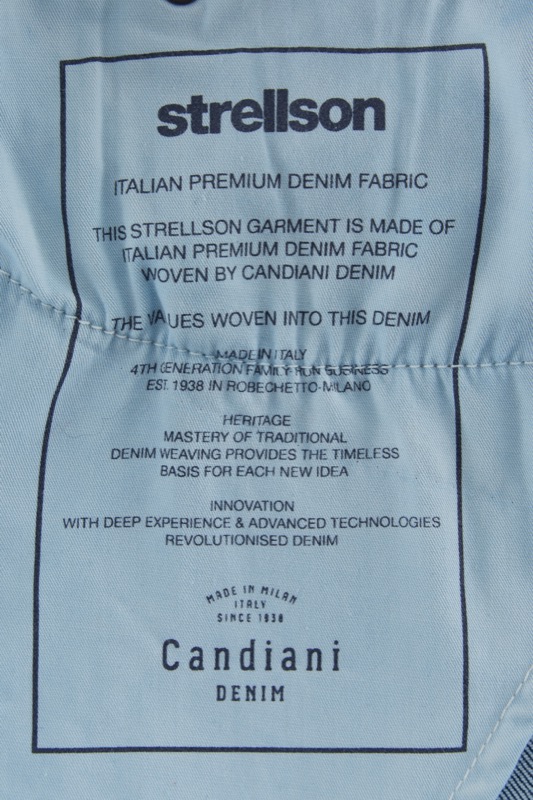 strellson
ITALIAN PREMIUM DENIM FABRIC
THIS STRELLSON GARMENT IS MADE OF
ITALIAN PREMIUM DENIM FABRIC
WOVEN BY CANDIANI DENIM
THE VALUES WOVEN INTO THIS DENIM
MADE IN ITALY
4TH GENERATION FAMILY RUN BUSINESS
EST. 1938 IN ROBECHETTO-MILANO
HERITAGE
MASTERY OF TRADITIONAL
DENIM WEAVING PROVIDES THE TIMELESS
BASIS FOR EACH NEW IDEA
INNOVATION
WITH DEEP EXPERIENCE & ADVANCED TECHNOLOGIES
REVOLUTIONISED DENIM
MADE IN MILAN
ITALY
SINCE 1938
Candiani
DENIM